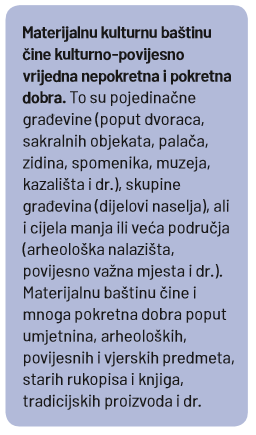 Materijalnu kulturnu baštinu
čine kulturno-povijesno
vrijedna nepokretna i pokretna
dobra. To su pojedinačne
građevine (poput dvoraca,
sakralnih objekata, palača,
zidina, spomenika, muzeja,
kazališta i dr.), skupine
građevina (dijelovi naselja), ali
i cijela manja ili veća područja
(arheološka nalazišta,
povijesno važna mjesta i dr.).
Materijalnu baštinu čine i
mnoga pokretna dobra poput
umjetnina, arheoloških,
povijesnih i vjerskih predmeta,
starih rukopisa i knjiga,
tradicijskih proizvoda i dr.